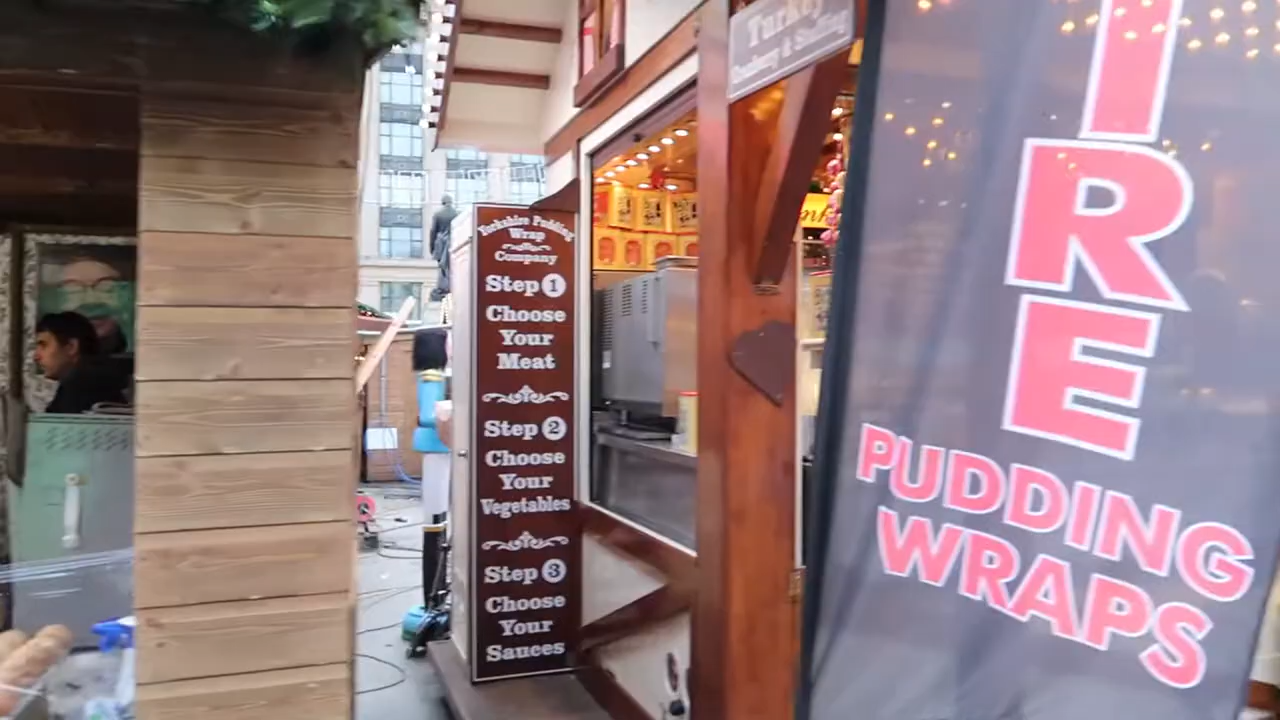 Yorkshire Pudding
Wrap
Company
Step 1
Choose
Your
Meat
Step 2
Choose
Your
Vegetables
Step 3
Choose
Your
Sauces
Turkey
& Stuffing
IRE
PUDDING
WRAPS